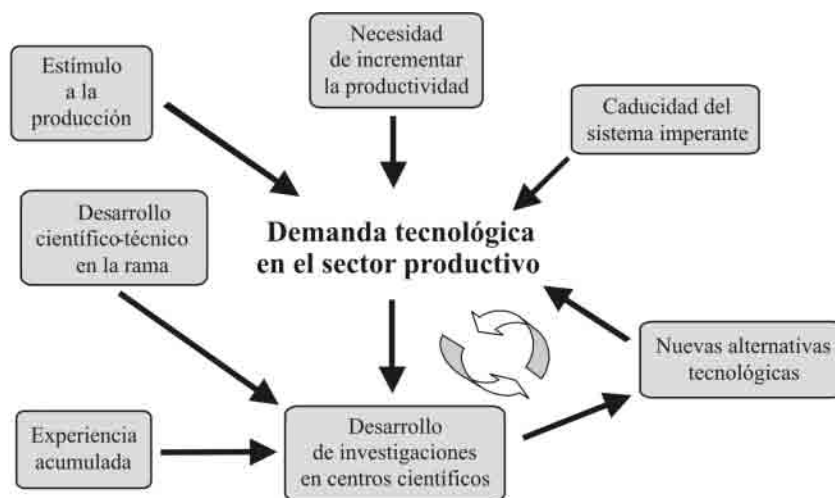 Necesidad
de incrementar
la productividad
Estímulo
a la
producción
Caducidad del
sistema imperante
Desarrollo
científico-técnico
en la rama
Demanda tecnológica
en el sector productivo
Nuevas alternativas
tecnológicas
Experiencia
acumulada
Desarrollo
de investigaciones
en centros científicos